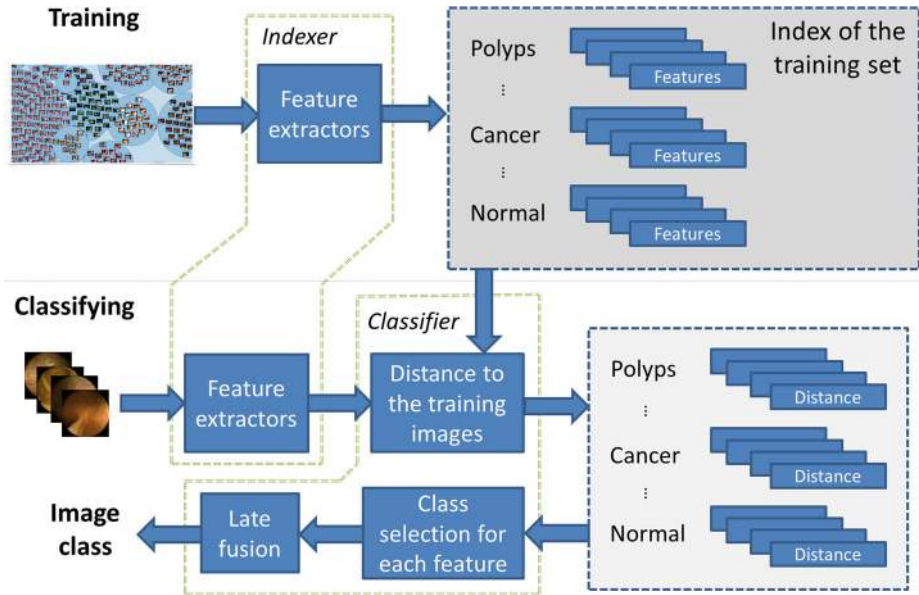 Training
Indexer
Feature
extractors
Index of the
training set
Polyps
...
Features
Cancer
...
Features
Normal
Features
Classifying
Classifier
Feature
extractors
Distance to
the training
images
Polyps
...
Distance
Cancer
...
Distance
Normal
Distance
Class
selection for
each feature
Late
fusion
Image
class